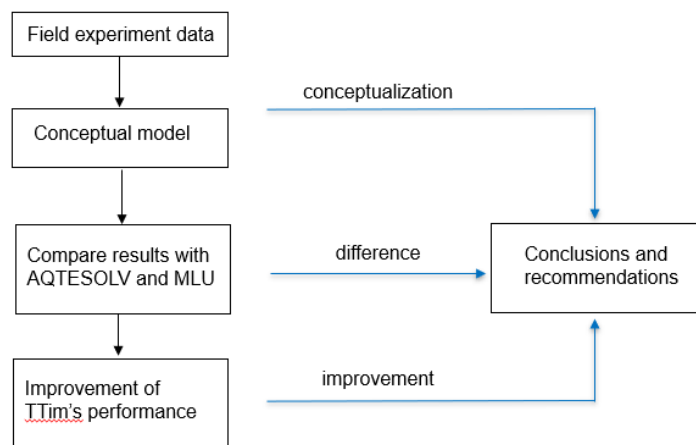 Field experiment data
conceptualization
Conceptual model
Compare results with
AQTESOLV and MLU
difference
Conclusions and
recommendations
Improvement of
TTim's performance
improvement